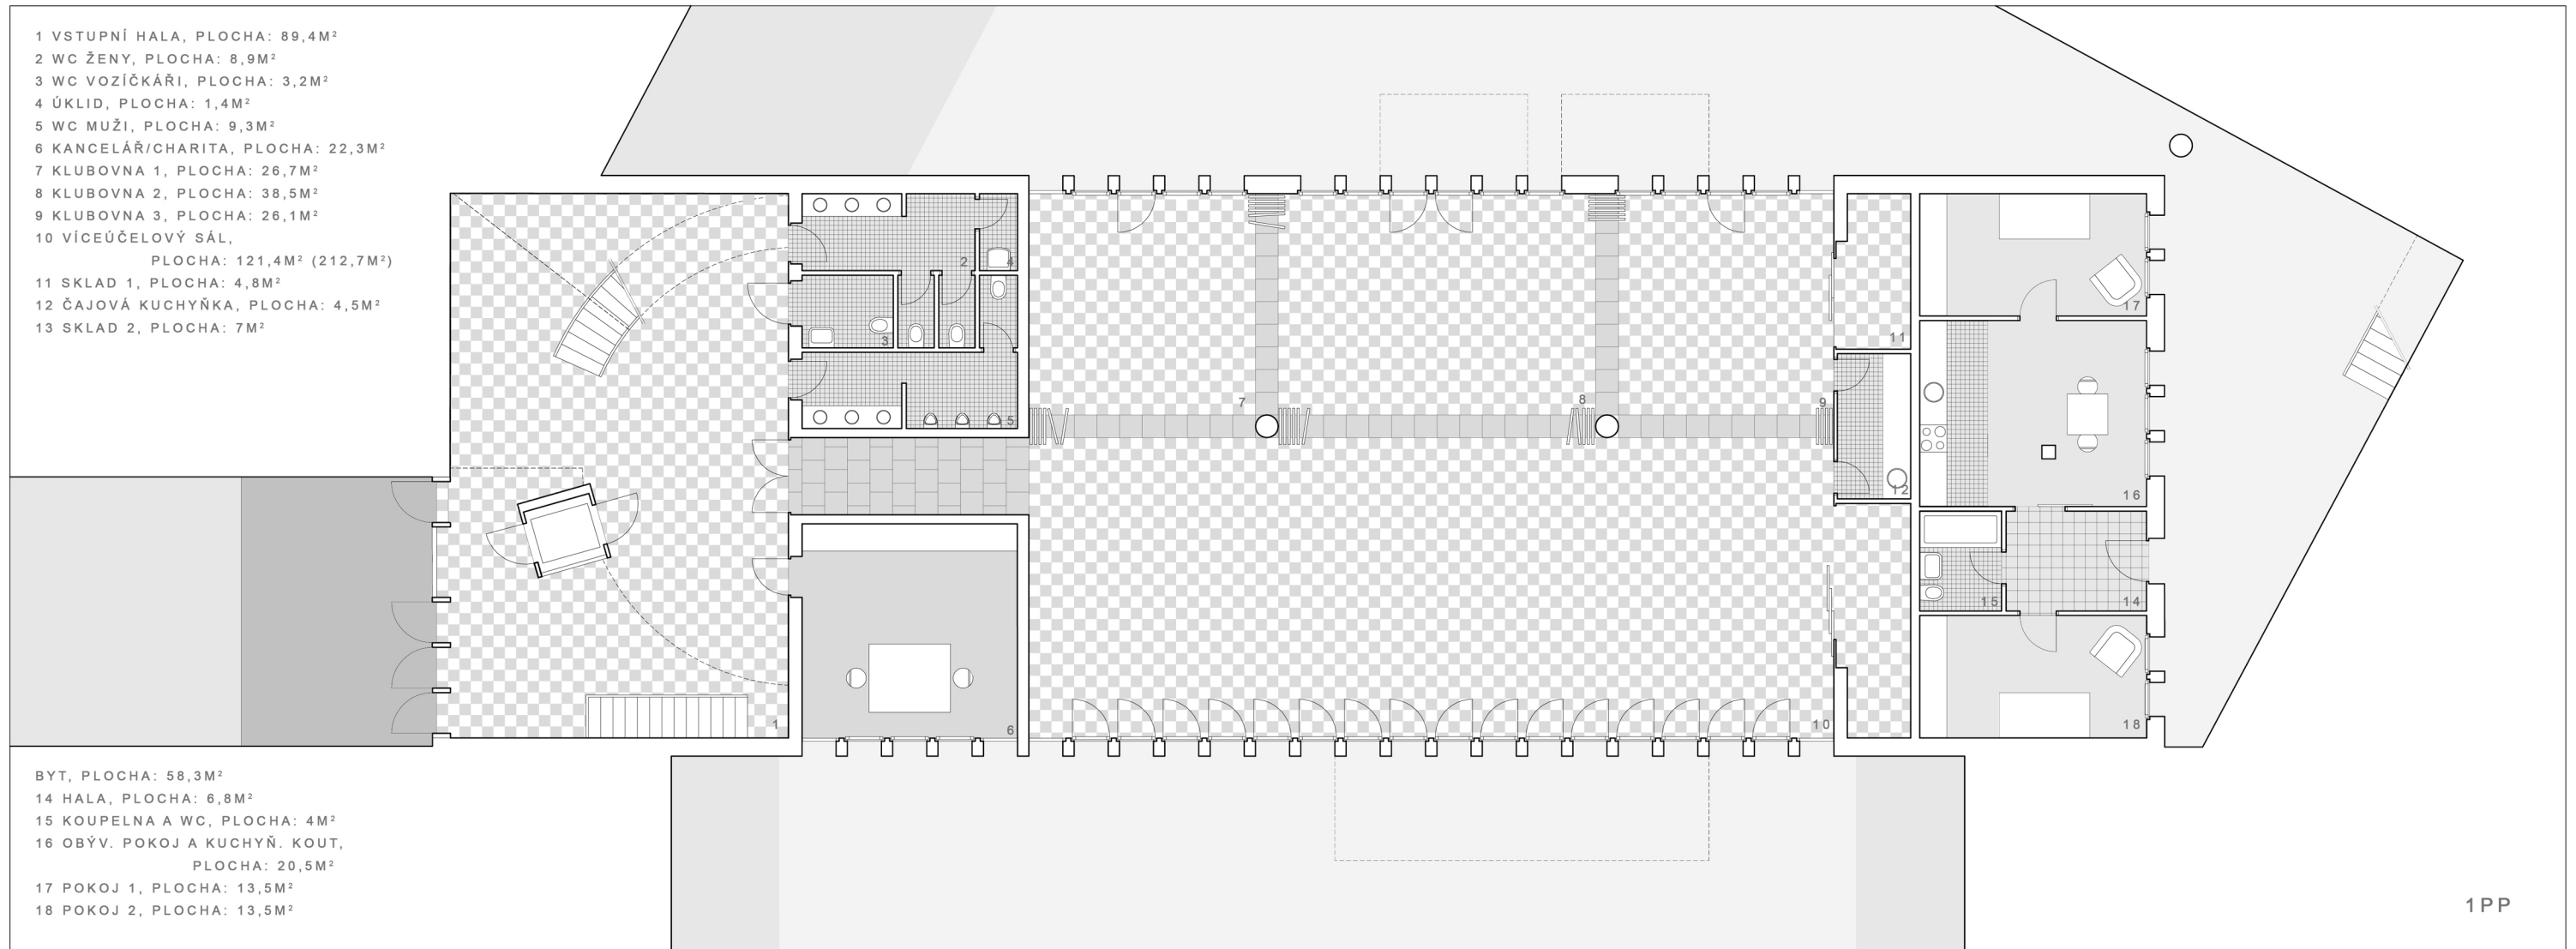 1 VSTUPNÍ HALA, PLOCHA: 89,4M²
2 WC ŽENY, PLOCHA: 8,9M²
3 WC VOZÍČKÁŘI, PLOCHA: 3,2M²
4 ÚKLID, PLOCHA: 1,4M²
5 WC MUŽI, PLOCHA: 9,3M²
6 KANCELÁŘ/CHARITA, PLOCHA: 22,3M²
7 KLUBOVNA 1, PLOCHA: 26,7M²
8 KLUBOVNA 2, PLOCHA: 38,5M²
9 KLUBOVNA 3, PLOCHA: 26,1M²
10 VÍCEÚČELOVÝ SÁL,
PLOCHA: 121,4M² (212,7M²)
11 SKLAD 1, PLOCHA: 4,8M²
12 ČAJOVÁ KUCHYŇKA, PLOCHA: 4,5M²
13 SKLAD 2, PLOCHA: 7M²
2
4
3
5
7
8
9
11
12
17
16
15
14
1
6
10
18
BYT, PLOCHA: 58,3M²
14 HALA, PLOCHA: 6,8M²
15 KOUPELNA A WC, PLOCHA: 4M²
16 OBÝV. POKOJ A KUCHYŇ. KOUT,
PLOCHA: 20,5M²
17 POKOJ 1, PLOCHA: 13,5M²
18 POKOJ 2, PLOCHA: 13,5M²
1PP